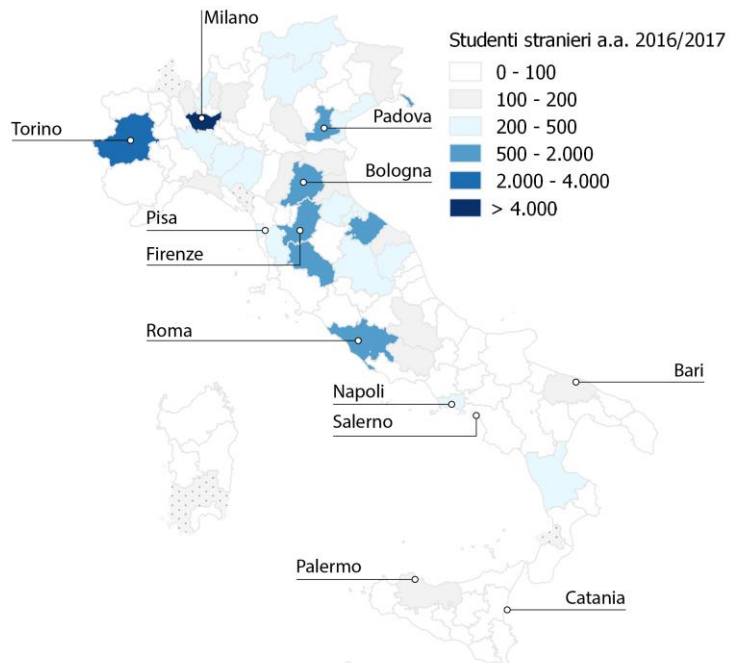 Milano
Studenti stranieri a.a. 2016/2017
0 - 100
100 - 200
200 - 500
500 - 2.000
2.000 - 4.000
> 4.000
Padova
Torino
Bologna
Pisa
Firenze
Roma
Bari
Napoli
Salerno
Palermo
Catania